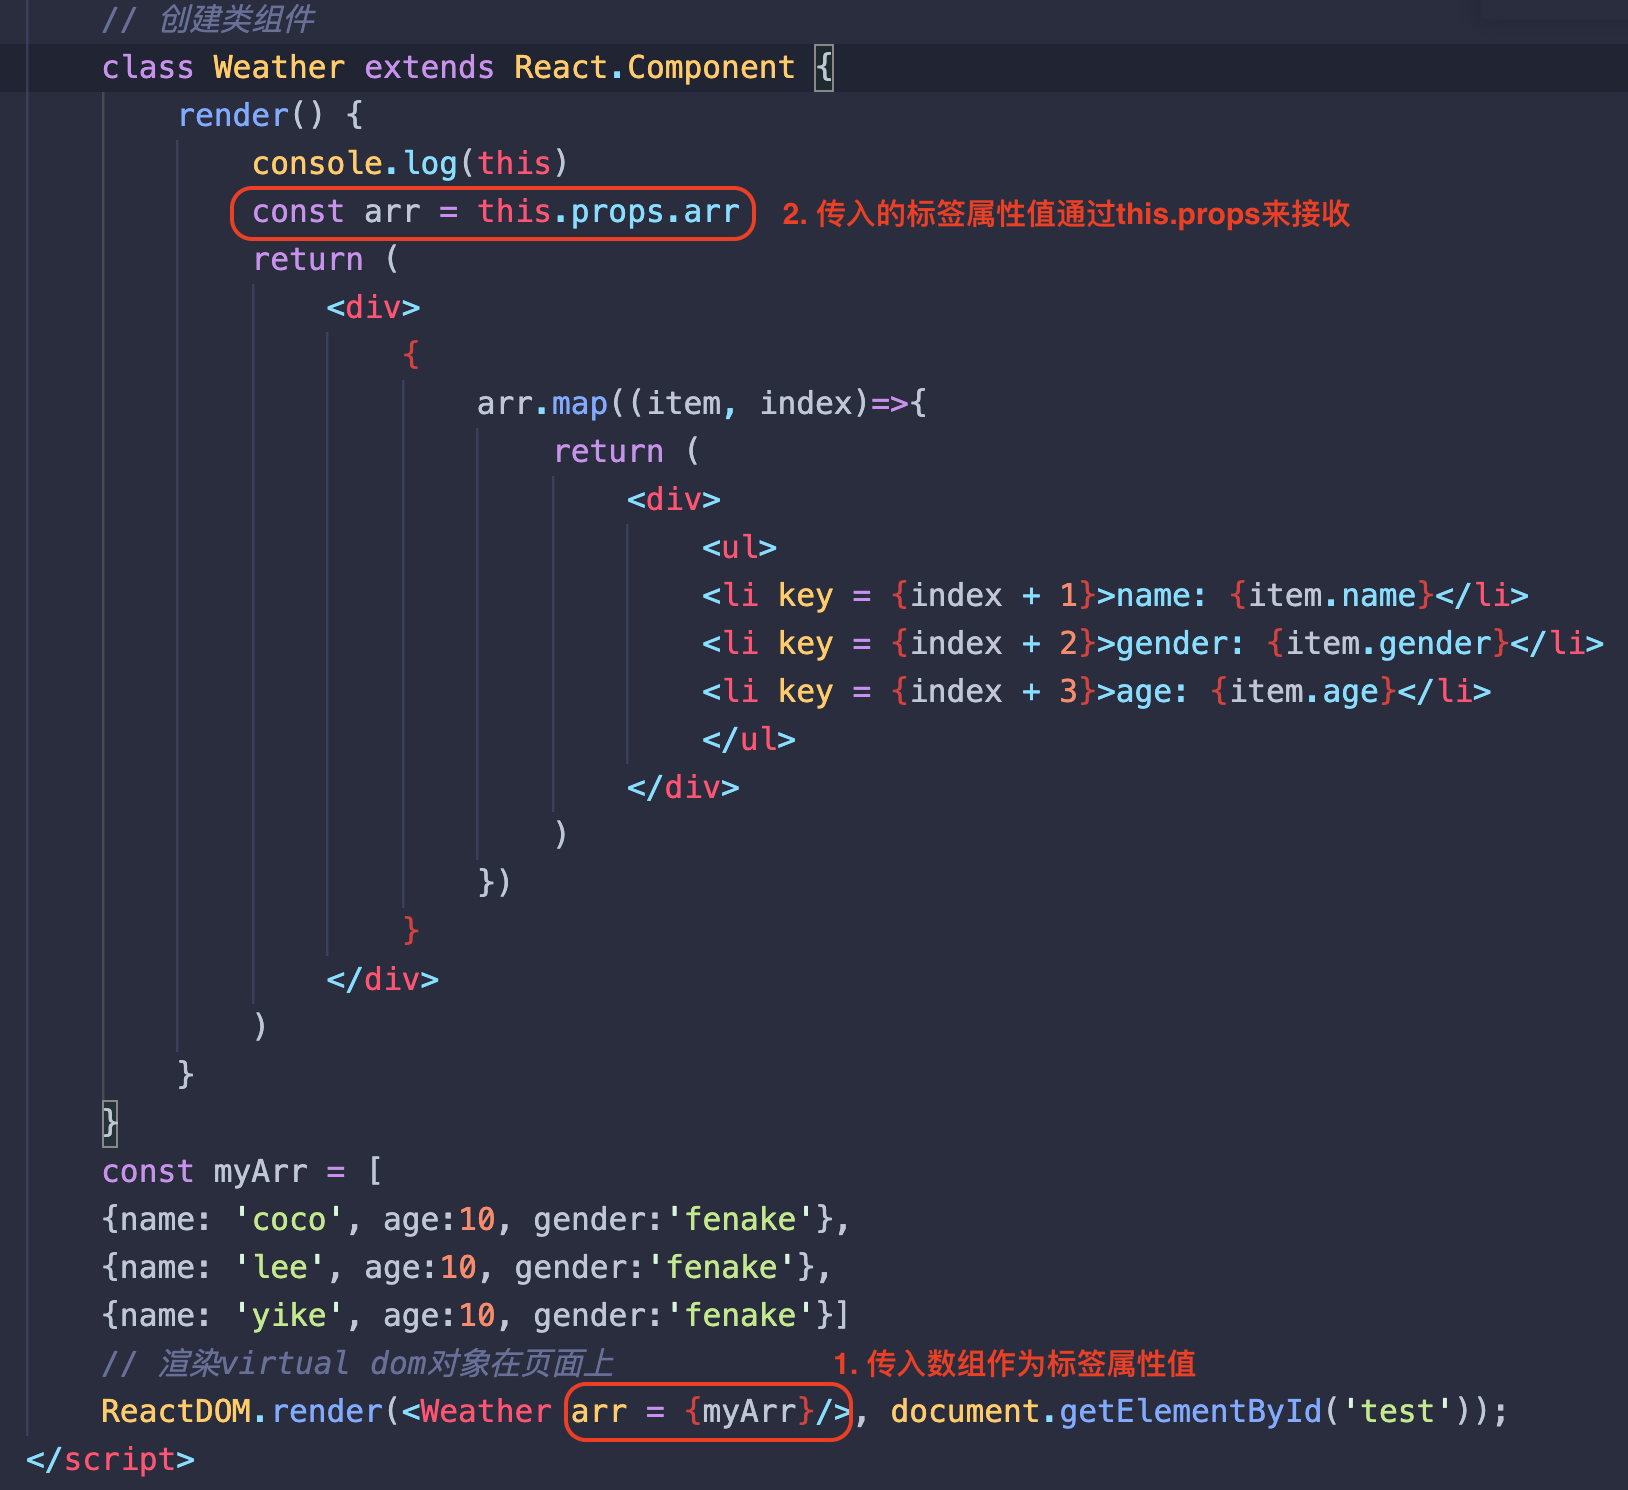 // 创建类组件
class Weather extends React.Component {
render() {
console.log(this)
const arr = this.props.arr 2. 传入的标签属性值通过this.props来接收
return (
<div>
{
arr.map((item, index)=>{
return (
<div>
<ul>
<li key = {index + 1}>name: {item.name}</li>
<li key = {index + 2}>gender: {item.gender}</li>
<li key = {index + 3}>age: {item.age}</li>
</ul>
</div>
)
})
}
</div>
)
}
}
const myArr = [
{name: 'coco', age:10, gender:'fenake'},
{name: 'lee', age:10, gender:'fenake'},
{name: 'yike', age:10, gender:'fenake'}]
// 渲染virtual dom对象在页面上 1. 传入数组作为标签属性值
ReactDOM.render(<Weather arr = {myArr}/>, document.getElementById('test'));
</script>